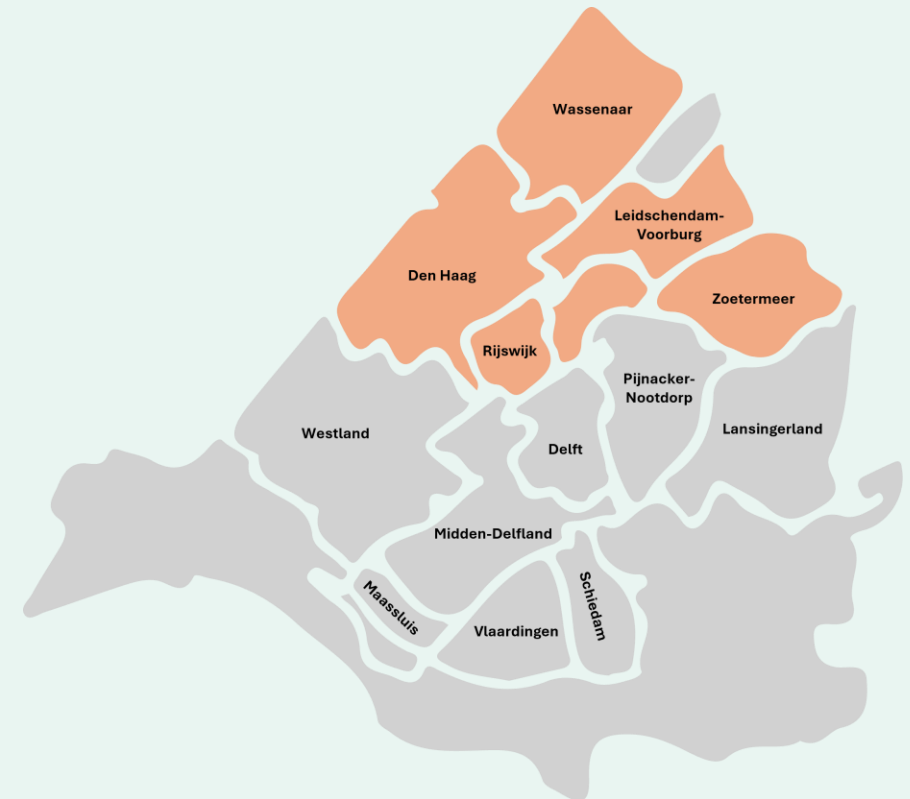 Wassenaar
Leidschendam-
Voorburg
Den Haag
Zoetermeer
Rijswijk
Pijnacker-
Nootdorp
Westland
Lansingerland
Delft
Midden-Delfland
Maassluis
Schiedam
Vlaardingen